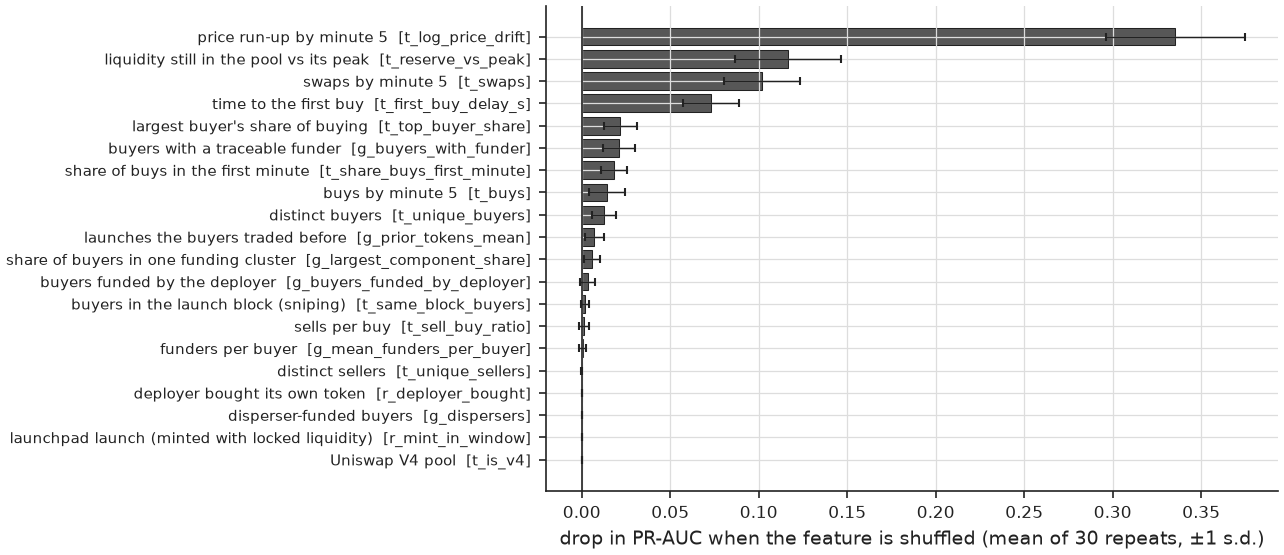 price run-up by minute 5 [t_log_price_drift]
liquidity still in the pool vs its peak [t_reserve_vs_peak]
swaps by minute 5 [t_swaps]
time to the first buy [t_first_buy_delay_s]
largest buyer's share of buying [t_top_buyer_share]
buyers with a traceable funder [g_buyers_with_funder]
share of buys in the first minute [t_share_buys_first_minute]
buys by minute 5 [t_buys]
distinct buyers [t_unique_buyers]
launches the buyers traded before [g_prior_tokens_mean]
share of buyers in one funding cluster [g_largest_component_share]
buyers funded by the deployer [g_buyers_funded_by_deployer]
buyers in the launch block (sniping) [t_same_block_buyers]
sells per buy [t_sell_buy_ratio]
funders per buyer [g_mean_funders_per_buyer]
distinct sellers [t_unique_sellers]
deployer bought its own token [r_deployer_bought]
disperser-funded buyers [g_dispersers]
launchpad launch (minted with locked liquidity) [r_mint_in_window]
Uniswap V4 pool [t_is_v4]
0.00 0.05 0.10 0.15 0.20 0.25 0.30 0.35
drop in PR-AUC when the feature is shuffled (mean of 30 repeats, ±1 s.d.)